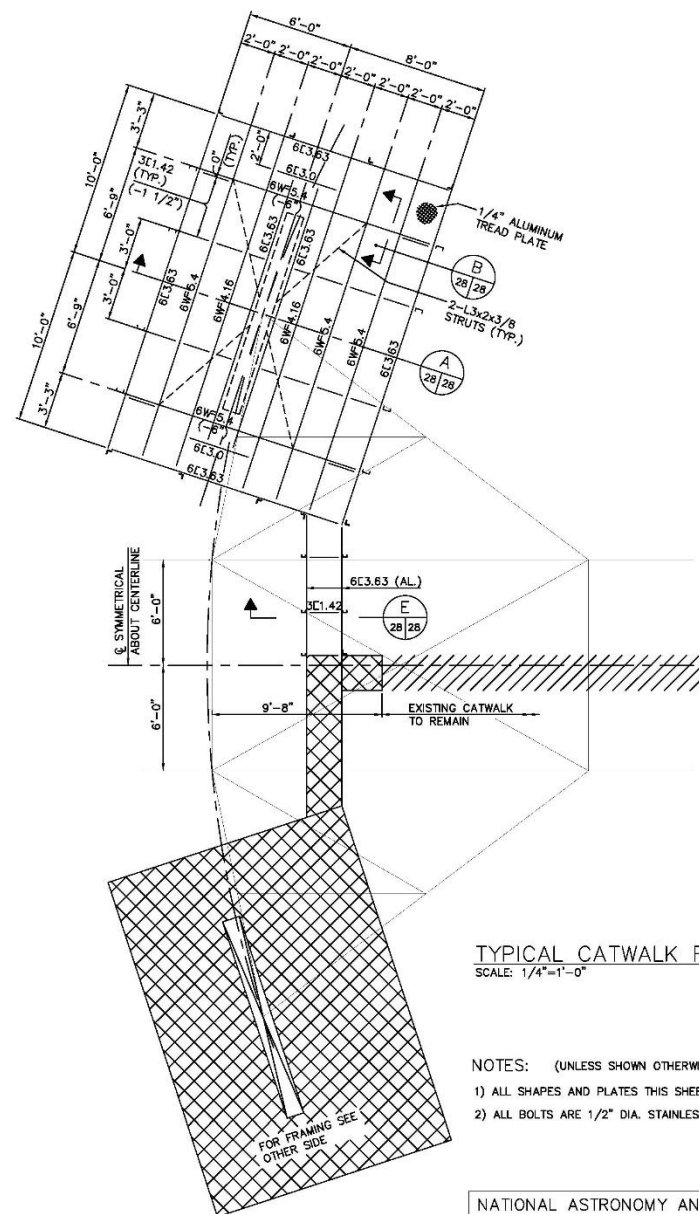 6'-0"
8'-0"
2'-0" 2'-0" 2'-0" 2'-0" 2'-0" 2'-0" 2'-0"
3'-3"
10'-0"
6'-9"
3'-0"
3'-0"
6'-9"
10'-0"
3'-3"
3[1.42
(TYP.)
(-1 1/2")
(TYP.)
2'-0"
6[3.63
6[3.0
6WF5.4
(-6")
6[3.63
6[3.63
6[3.63
6WF5.4
6WF4.16
6WF4.16
6WF5.4
6WF5.4
6[3.63
6WF5.4
(-6")
6[3.0
6[3.63
1/4" ALUMINUM
TREAD PLATE
B
28 28
2-L3x2x3/8
STRUTS (TYP.)
A
28 28
℄ SYMMETRICAL
ABOUT CENTERLINE
6'-0"
6'-0"
6[3.63 (AL.)
3[1.42
E
28 28
9'-8"
EXISTING CATWALK
TO REMAIN
FOR FRAMING SEE
OTHER SIDE
TYPICAL CATWALK
SCALE: 1/4"=1'-0"
NOTES: (UNLESS SHOWN OTHERW
1) ALL SHAPES AND PLATES THIS SHEE
2) ALL BOLTS ARE 1/2" DIA. STAINLES
NATIONAL ASTRONOMY AN